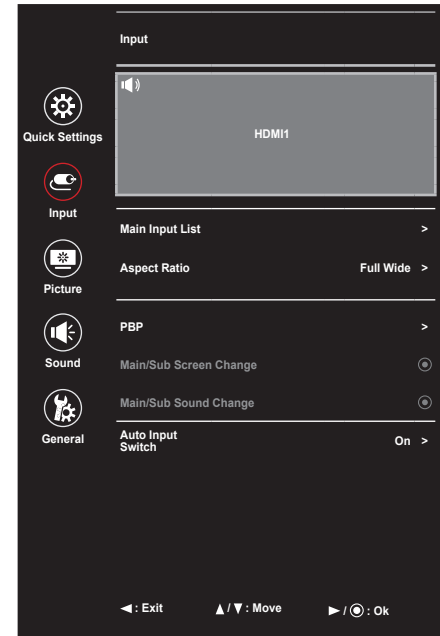 Input
HDMI1
Quick Settings
Input
Picture
Sound
General
Main Input List >
Aspect Ratio Full Wide >
PBP >
Main/Sub Screen Change
Main/Sub Sound Change
Auto Input
Switch On >
◄ : Exit ▲ / ▼ : Move ► / ◉ : Ok